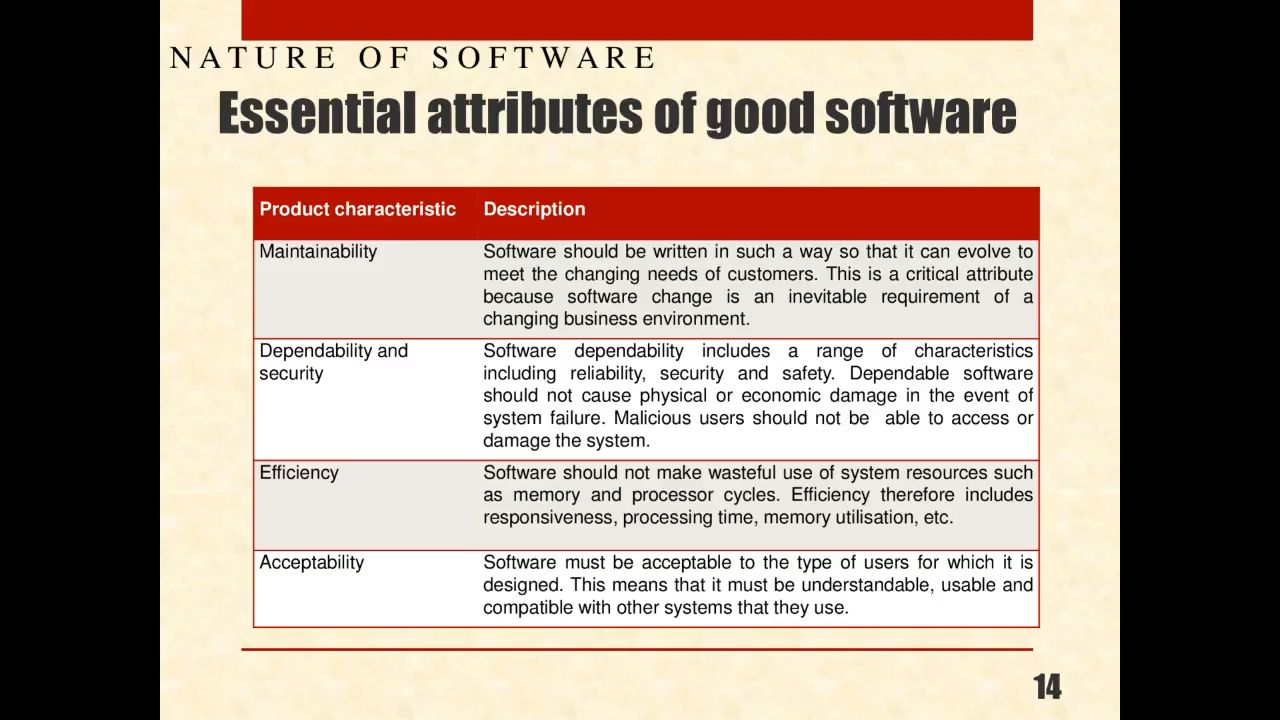 NATURE OF SOFTWARE
Essential attributes of good software
Product characteristic Description
Maintainability Software should be written in such a way so that it can evolve to
meet the changing needs of customers. This is a critical attribute
because software change is an inevitable requirement of a
changing business environment.
Dependability and Software dependability includes a range of characteristics
security including reliability, security and safety. Dependable software
should not cause physical or economic damage in the event of
system failure. Malicious users should not be able to access or
damage the system.
Efficiency Software should not make wasteful use of system resources such
as memory and processor cycles. Efficiency therefore includes
responsiveness, processing time, memory utilisation, etc.
Acceptability Software must be acceptable to the type of users for which it is
designed. This means that it must be understandable, usable and
compatible with other systems that they use.
14